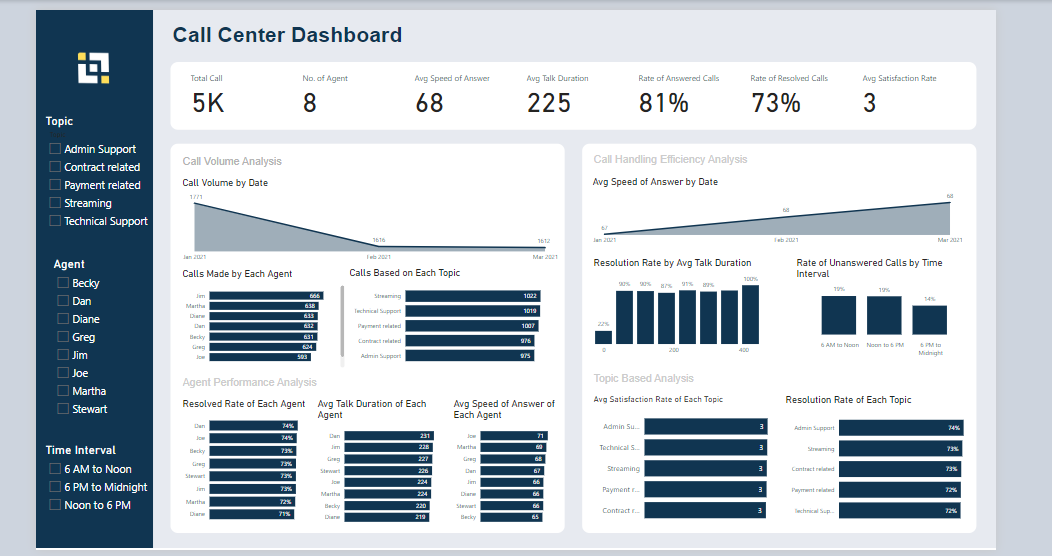 Call Center Dashboard
Total Call
No. of Agent
Avg Speed of Answer
Avg Talk Duration
Rate of Answered Calls
Rate of Resolved Calls
Avg Satisfaction Rate
5K
8
68
225
81%
73%
3
Topic
Admin Support
Contract related
Payment related
Streaming
Technical Support
Agent
Becky
Dan
Diane
Greg
Jim
Joe
Martha
Stewart
Time Interval
6 AM to Noon
6 PM to Midnight
Noon to 6 PM
Call Volume Analysis
Call Volume by Date
1771
1616
1612
Jan 2021
Feb 2021
Mar 2021
Calls Made by Each Agent
Jim 666
Martha 638
Diane 633
Dan 632
Becky 631
Greg 624
Joe 593
Calls Based on Each Topic
Streaming 1022
Technical Support 1019
Payment related 1007
Contract related 976
Admin Support 975
Agent Performance Analysis
Resolved Rate of Each Agent
Dan 74%
Joe 74%
Becky 73%
Greg 73%
Stewart 73%
Jim 73%
Martha 72%
Diane 71%
Avg Talk Duration of Each
Agent
Dan 231
Jim 228
Greg 227
Stewart 226
Joe 224
Martha 224
Becky 220
Diane 219
Avg Speed of Answer of
Each Agent
Joe 71
Martha 69
Greg 68
Dan 67
Jim 66
Diane 66
Stewart 66
Becky 65
Call Handling Efficiency Analysis
Avg Speed of Answer by Date
67
68
68
Jan 2021
Feb 2021
Mar 2021
Resolution Rate by Avg Talk Duration
22%
90%
90%
87%
91%
89%
100%
0
200
400
Rate of Unanswered Calls by Time
Interval
19%
19%
14%
6 AM to Noon
Noon to 6 PM
6 PM to
Midnight
Topic Based Analysis
Avg Satisfaction Rate of Each Topic
Admin Su... 3
Technical S... 3
Streaming 3
Payment r... 3
Contract r... 3
Resolution Rate of Each Topic
Admin Support 74%
Streaming 73%
Contract related 73%
Payment related 72%
Technical Sup... 72%